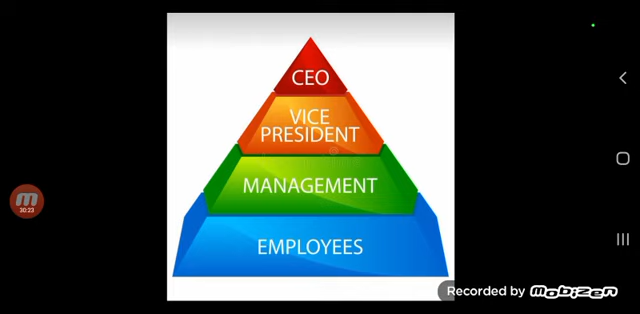 CEO
VICE
PRESIDENT
MANAGEMENT
EMPLOYEES
30:23
Recorded by MOBIZEN